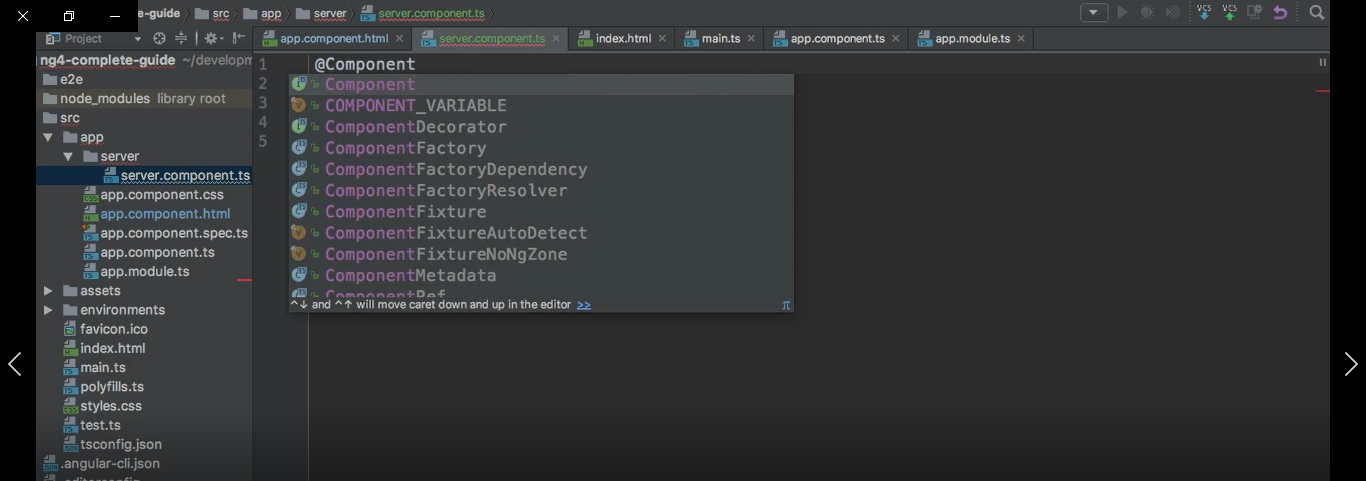 e-guide src app server server.component.ts
VCS VCS
Project
app.component.html server.component.ts index.html main.ts app.component.ts app.module.ts
ng4-complete-guide ~/developm
e2e
node_modules library root
src
app
server
server.component.ts
app.component.css
app.component.html
app.component.spec.ts
app.component.ts
app.module.ts
assets
environments
favicon.ico
index.html
main.ts
polyfills.ts
styles.css
test.ts
tsconfig.json
.angular-cli.json
1 @Component
2
3
4
5
Component
COMPONENT_VARIABLE
ComponentDecorator
ComponentFactory
ComponentFactoryDependency
ComponentFactoryResolver
ComponentFixture
ComponentFixtureAutoDetect
ComponentFixtureNoNgZone
ComponentMetadata
ComponentRef
^↓ and ^↑ will move caret down and up in the editor >> π